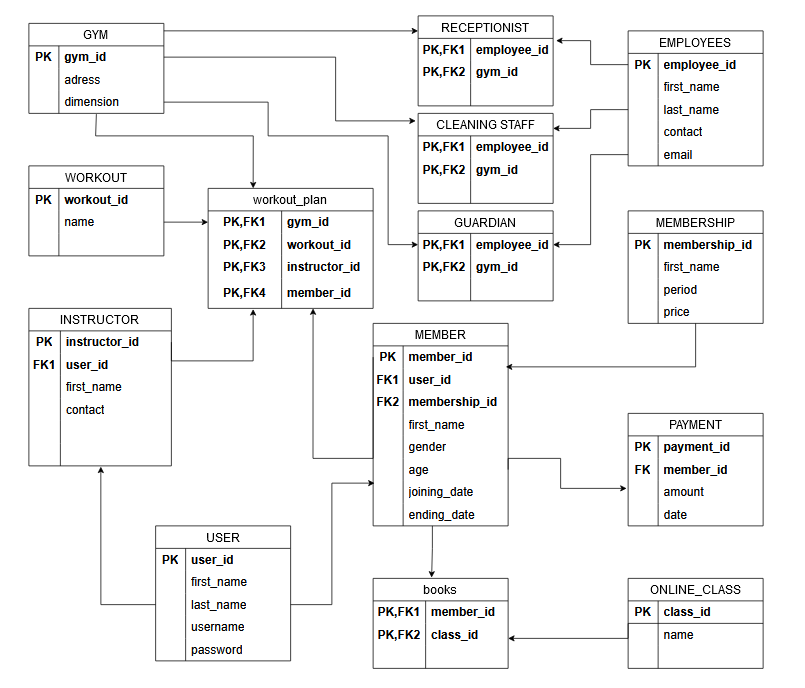 GYM
PK gym_id
adress
dimension
RECEPTIONIST
PK,FK1 employee_id
PK,FK2 gym_id
EMPLOYEES
PK employee_id
first_name
last_name
contact
email
CLEANING STAFF
PK,FK1 employee_id
PK,FK2 gym_id
WORKOUT
PK workout_id
name
workout_plan
PK,FK1 gym_id
PK,FK2 workout_id
PK,FK3 instructor_id
PK,FK4 member_id
GUARDIAN
PK,FK1 employee_id
PK,FK2 gym_id
MEMBERSHIP
PK membership_id
first_name
period
price
INSTRUCTOR
PK instructor_id
FK1 user_id
first_name
contact
MEMBER
PK member_id
FK1 user_id
FK2 membership_id
first_name
gender
age
joining_date
ending_date
PAYMENT
PK payment_id
FK member_id
amount
date
USER
PK user_id
first_name
last_name
username
password
books
PK,FK1 member_id
PK,FK2 class_id
ONLINE_CLASS
PK class_id
name